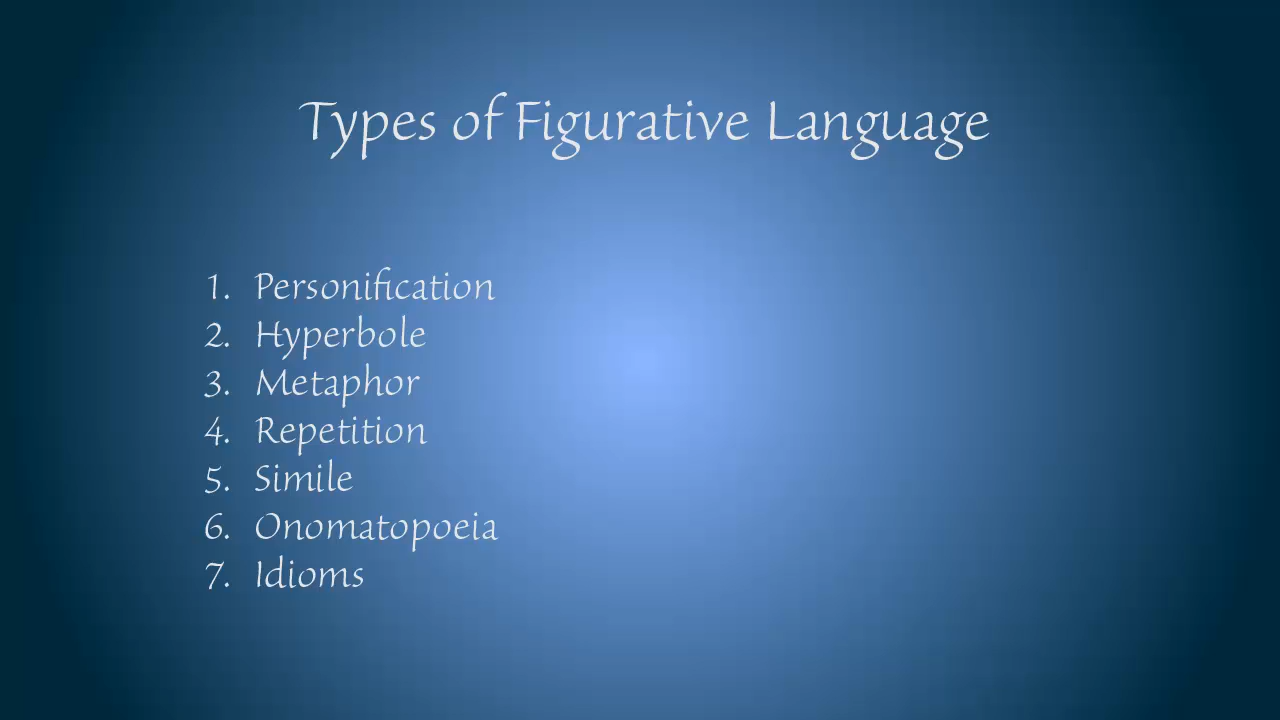 Types of Figurative Language
1. Personification
2. Hyperbole
3. Metaphor
4. Repetition
5. Simile
6. Onomatopoeia
7. Idioms